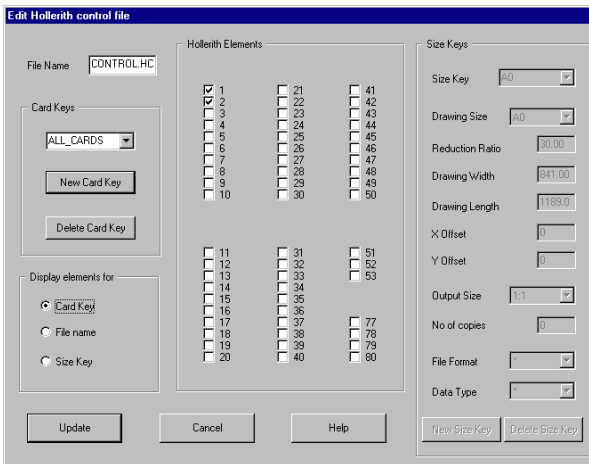 Edit Hollerith control file
File Name CONTROL.HC
Card Keys
ALL_CARDS
New Card Key
Delete Card Key
Display elements for
Card Key
File name
Size Key
Hollerith Elements
1 21 41
2 22 42
3 23 43
4 24 44
5 25 45
6 26 46
7 27 47
8 28 48
9 29 49
10 30 50
11 31 51
12 32 52
13 33 53
14 34
15 35
16 36
17 37 77
18 38 78
19 39 79
20 40 80
Size Keys
Size Key A0
Drawing Size A0
Reduction Ratio 30.00
Drawing Width 841.00
Drawing Length 1189.0
X Offset 0
Y Offset 0
Output Size 1:1
No of copies 0
File Format *
Data Type *
New Size Key Delete Size Key
Update Cancel Help